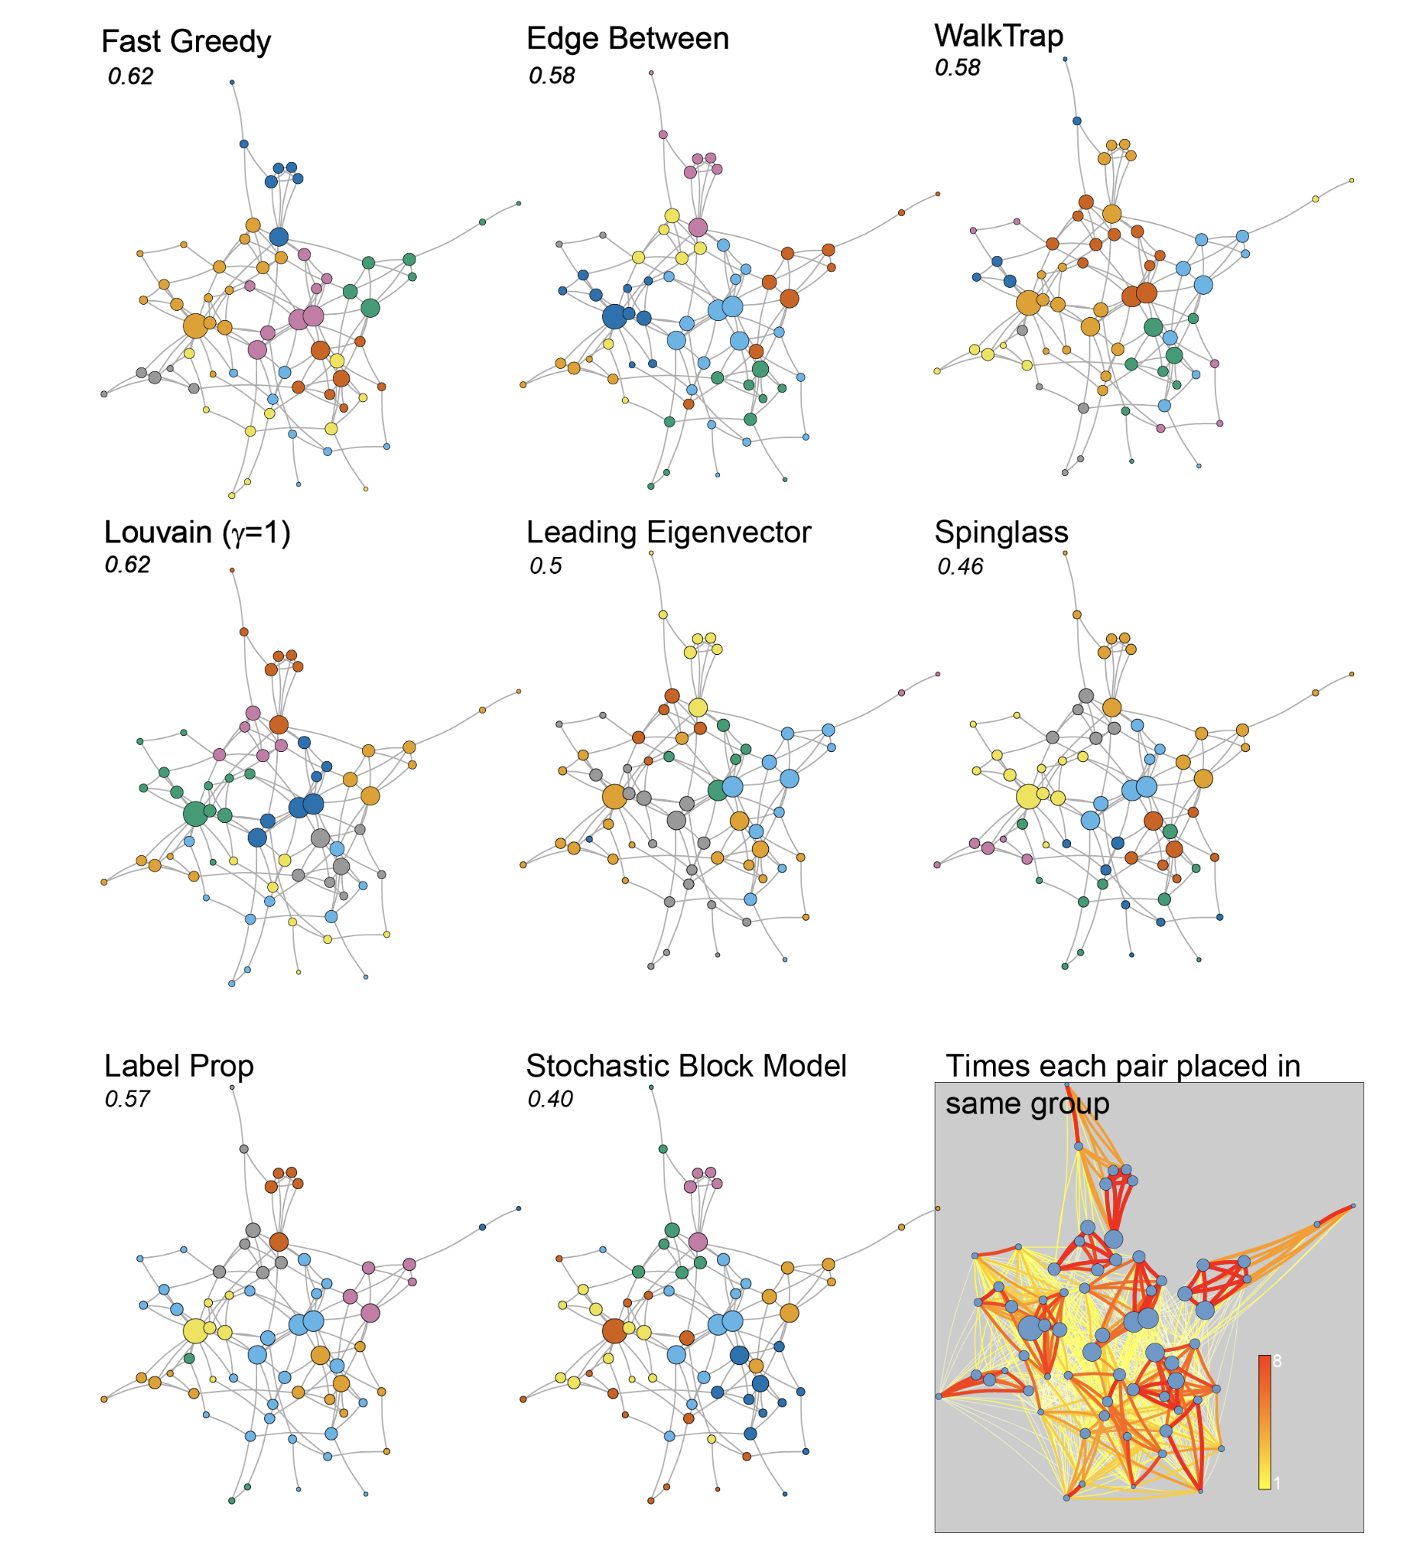 Fast Greedy
0.62
Edge Between
0.58
WalkTrap
0.58
Louvain (γ=1)
0.62
Leading Eigenvector
0.5
Spinglass
0.46
Label Prop
0.57
Stochastic Block Model
0.40
Times each pair placed in
same group
8
1